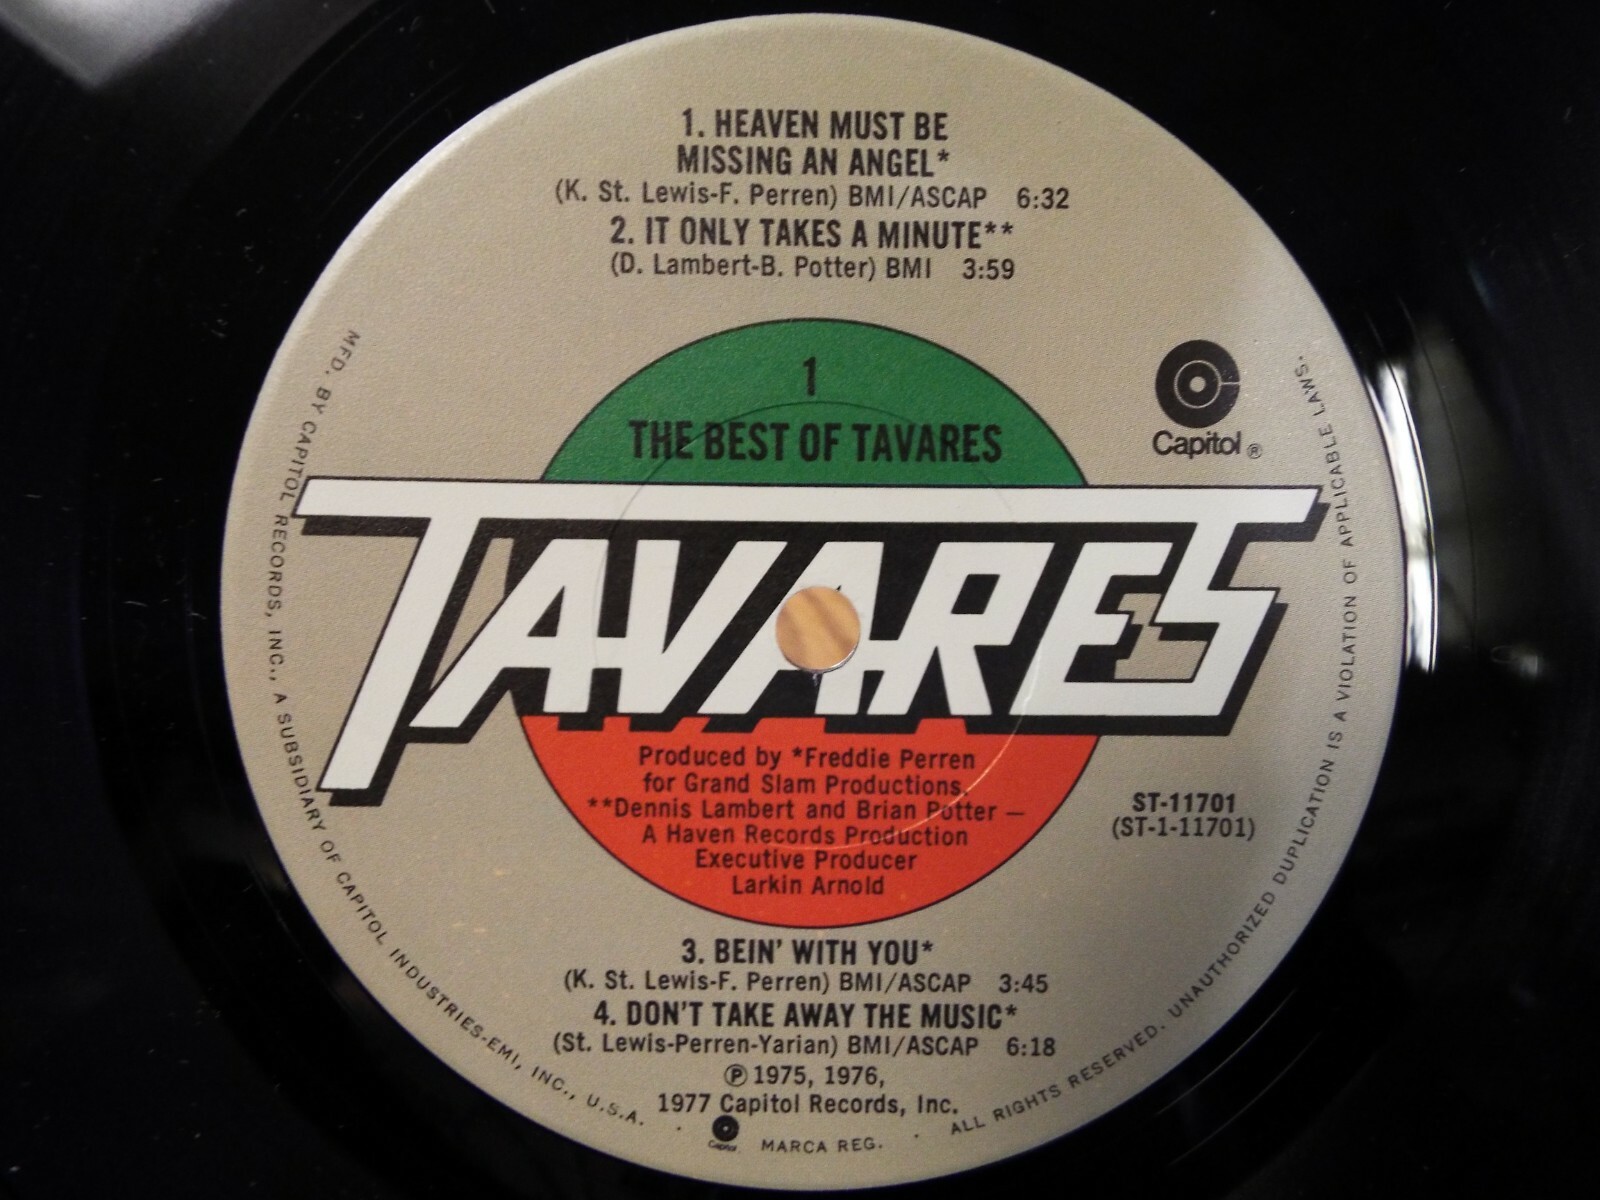 1. HEAVEN MUST BE
MISSING AN ANGEL*
(K. St. Lewis-F. Perren) BMI/ASCAP 6:32
2. IT ONLY TAKES A MINUTE**
(D. Lambert-B. Potter) BMI 3:59
1
THE BEST OF TAVARES
Capitol®
TAVARES
Produced by *Freddie Perren
for Grand Slam Productions.
**Dennis Lambert and Brian Potter —
A Haven Records Production
Executive Producer
Larkin Arnold
ST-11701
(ST-1-11701)
3. BEIN' WITH YOU*
(K. St. Lewis-F. Perren) BMI/ASCAP 3:45
4. DON'T TAKE AWAY THE MUSIC*
(St. Lewis-Perren-Yarian) BMI/ASCAP 6:18
℗ 1975, 1976,
1977 Capitol Records, Inc.
MFD. BY CAPITOL RECORDS, INC., A SUBSIDIARY OF CAPITOL INDUSTRIES-EMI, INC., U.S.A. · Capitol. MARCA REG. · ALL RIGHTS RESERVED. UNAUTHORIZED DUPLICATION IS A VIOLATION OF APPLICABLE LAWS.